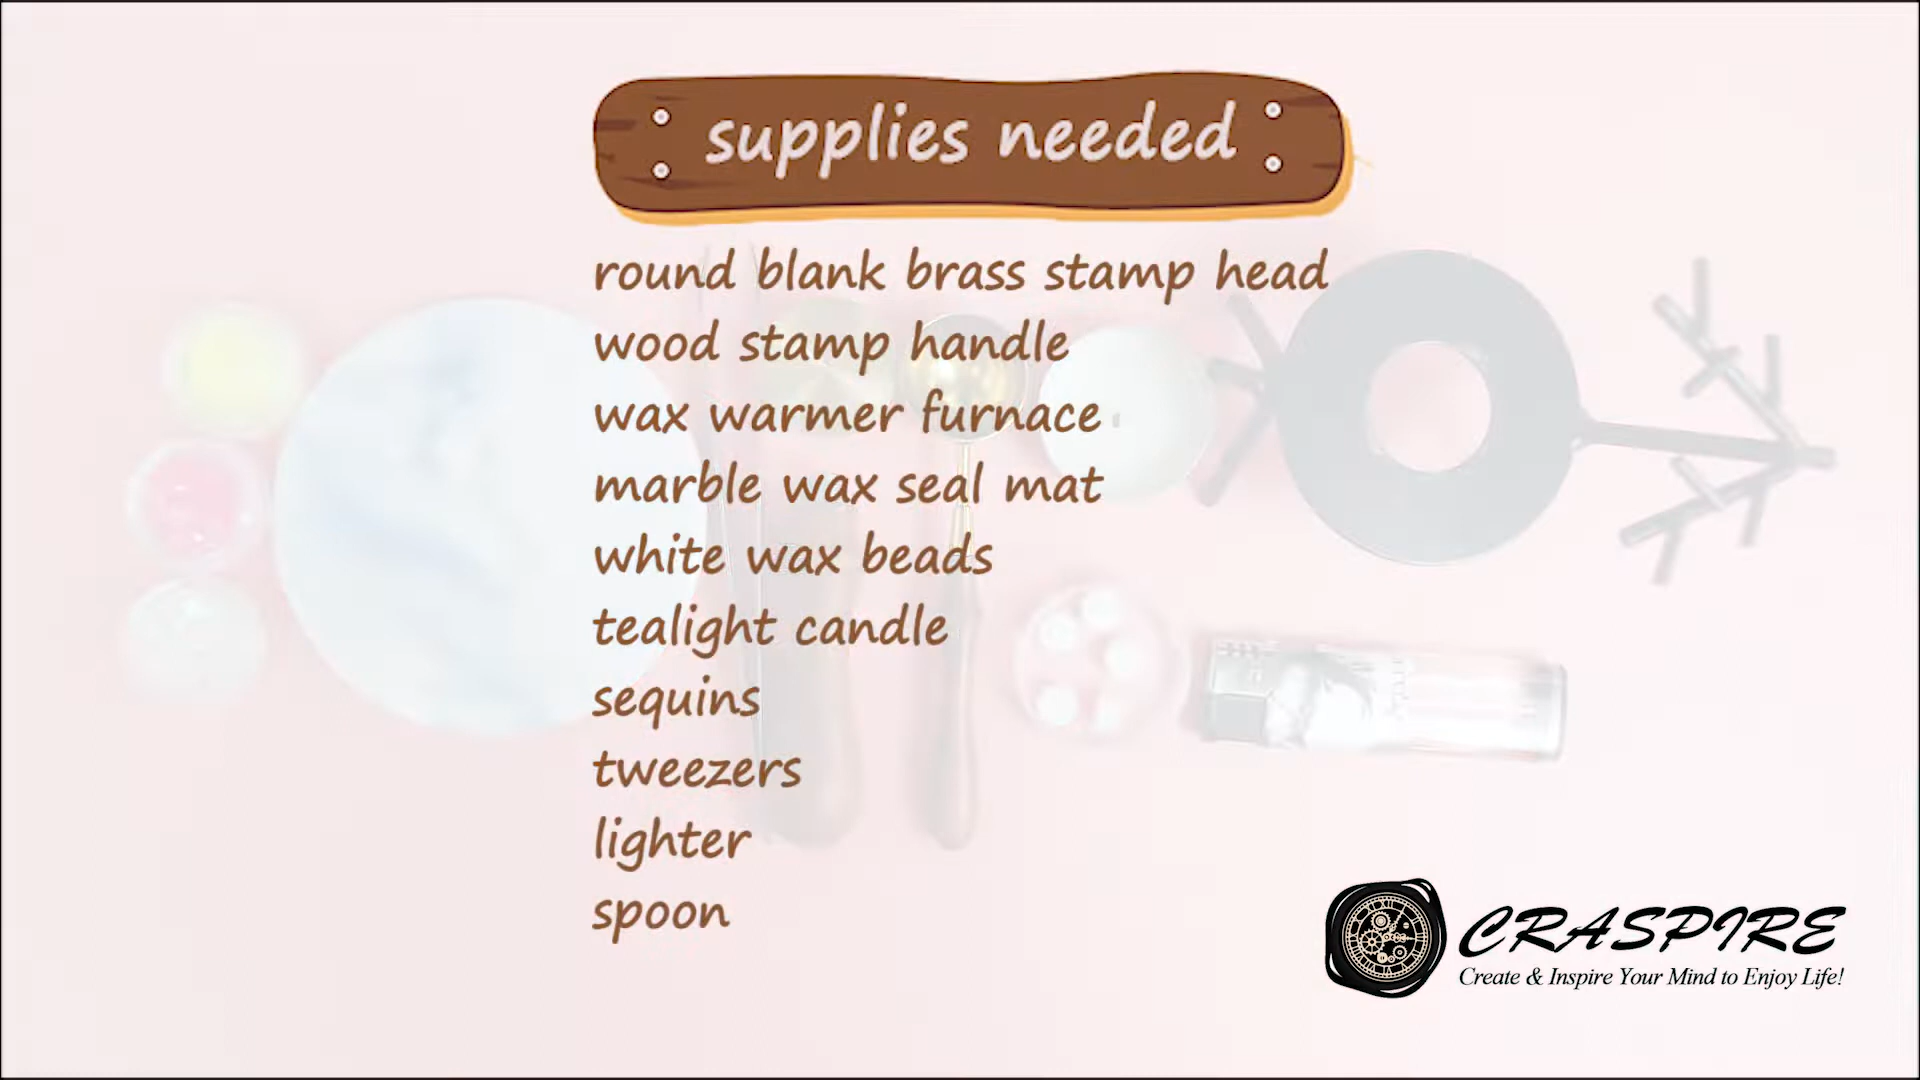 supplies needed
round blank brass stamp head
wood stamp handle
wax warmer furnace
marble wax seal mat
white wax beads
tealight candle
sequins
tweezers
lighter
spoon
CRASPIRE
Create & Inspire Your Mind to Enjoy Life!